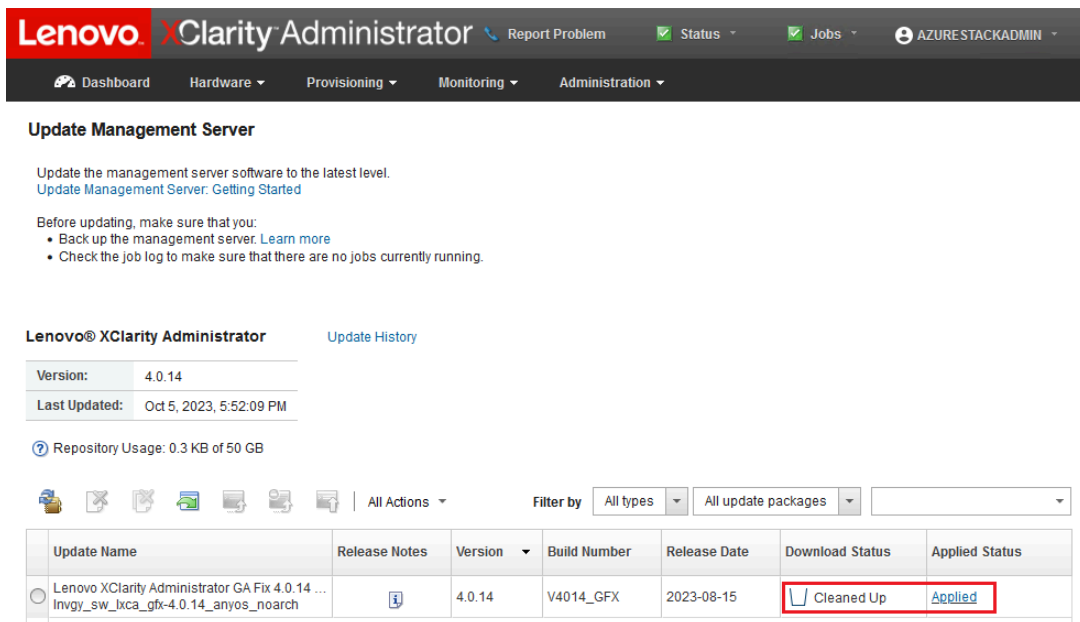 Lenovo. XClarity Administrator Report Problem Status Jobs AZURESTACKADMIN
Dashboard Hardware Provisioning Monitoring Administration
Update Management Server
Update the management server software to the latest level.
Update Management Server: Getting Started
Before updating, make sure that you:
• Back up the management server. Learn more
• Check the job log to make sure that there are no jobs currently running.
Lenovo® XClarity Administrator Update History
Version: 4.0.14
Last Updated: Oct 5, 2023, 5:52:09 PM
? Repository Usage: 0.3 KB of 50 GB
All Actions Filter by All types All update packages
Update Name Release Notes Version Build Number Release Date Download Status Applied Status
Lenovo XClarity Administrator GA Fix 4.0.14 ... 4.0.14 V4014_GFX 2023-08-15 Cleaned Up Applied
lnvgy_sw_lxca_gfx-4.0.14_anyos_noarch